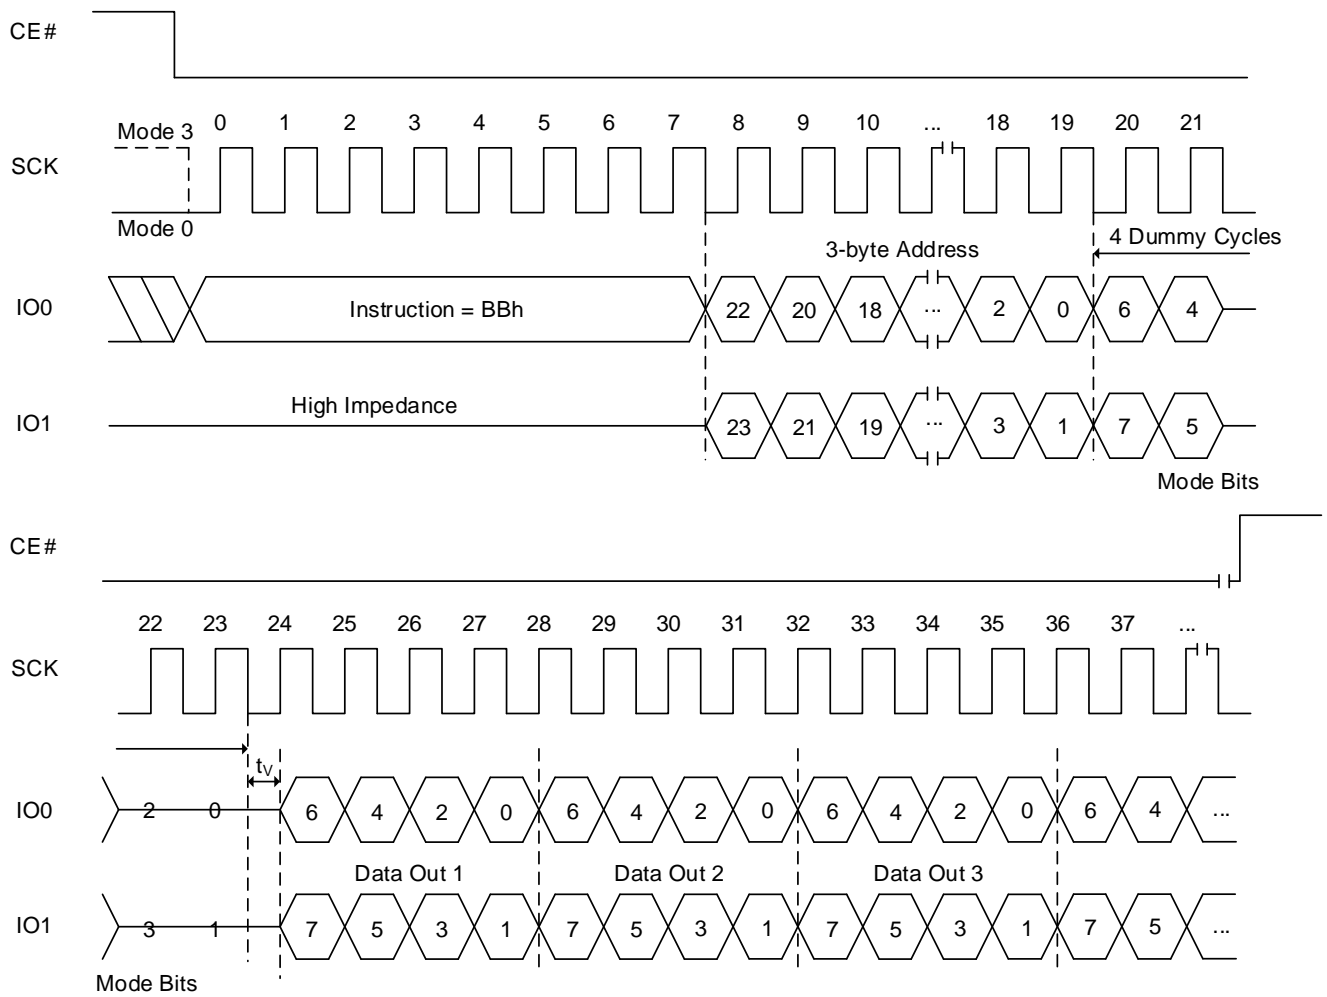 CE#
0 1 2 3 4 5 6 7 8 9 10 ... 18 19 20 21
Mode 3
SCK
Mode 0
3-byte Address
4 Dummy Cycles
IO0
Instruction = BBh
22 20 18 ... 2 0 6 4
High Impedance
IO1
23 21 19 ... 3 1 7 5
Mode Bits
CE#
22 23 24 25 26 27 28 29 30 31 32 33 34 35 36 37 ...
SCK
tV
IO0
2 0 6 4 2 0 6 4 2 0 6 4 2 0 6 4 ...
Data Out 1 Data Out 2 Data Out 3
IO1
3 1 7 5 3 1 7 5 3 1 7 5 3 1 7 5 ...
Mode Bits